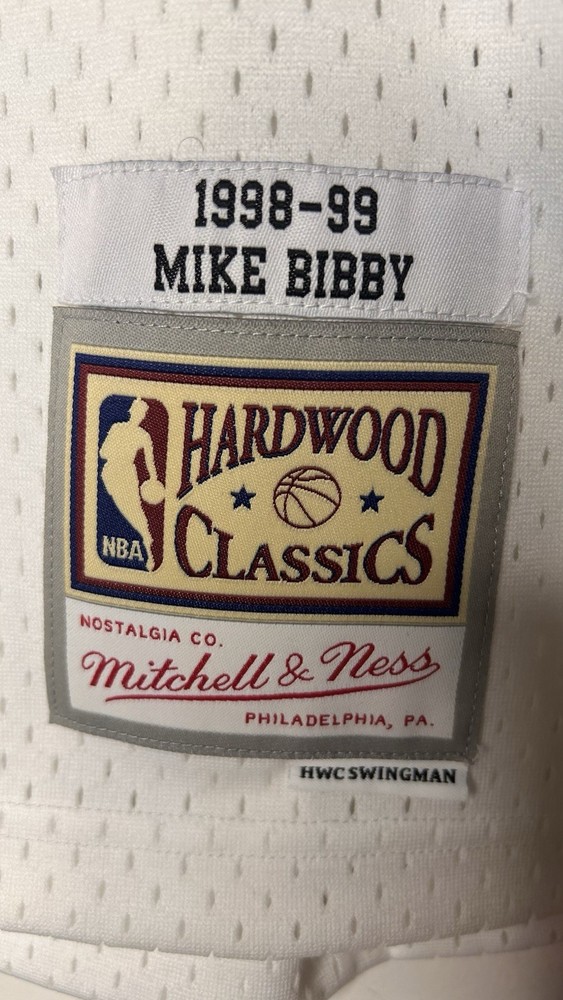 1998-99
MIKE BIBBY
HARDWOOD
CLASSICS
NBA
NOSTALGIA CO.
Mitchell & Ness
PHILADELPHIA, PA.
HWC SWINGMAN